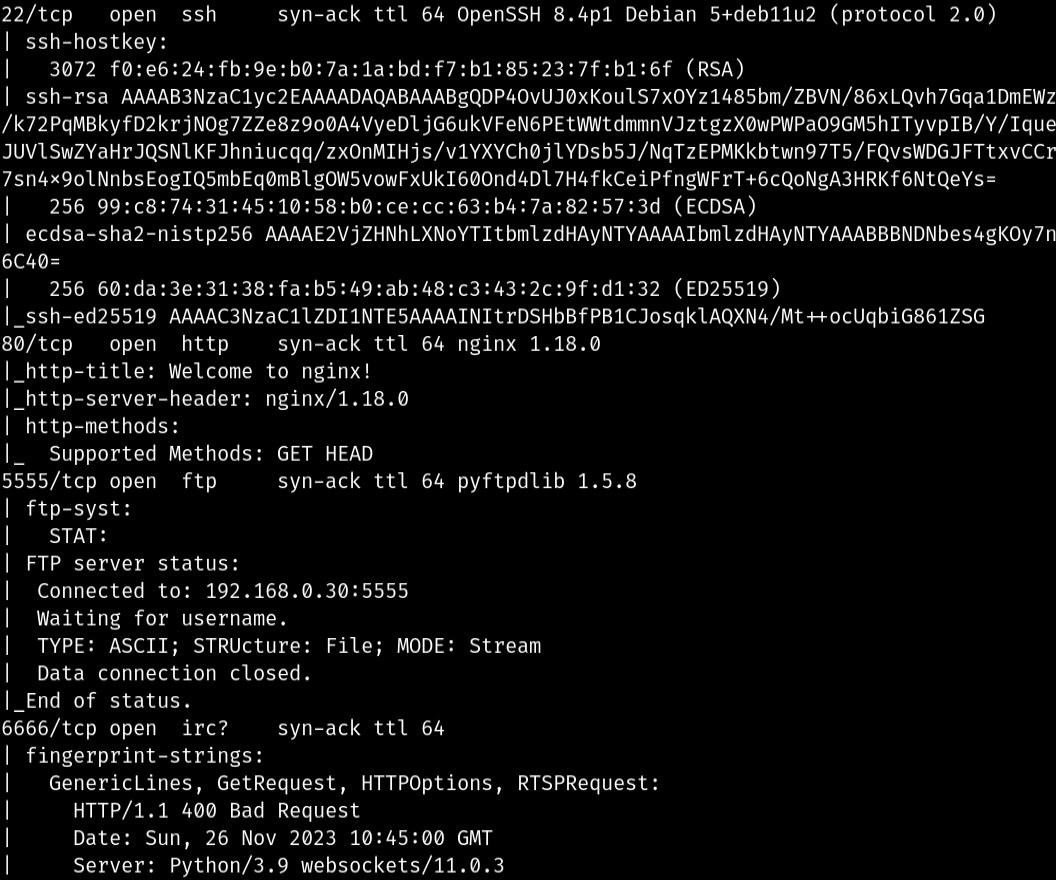 22/tcp   open  ssh     syn-ack ttl 64 OpenSSH 8.4p1 Debian 5+deb11u2 (protocol 2.0)
| ssh-hostkey:
|   3072 f0:e6:24:fb:9e:b0:7a:1a:bd:f7:b1:85:23:7f:b1:6f (RSA)
| ssh-rsa AAAAB3NzaC1yc2EAAAADAQABAAABgQDP4OvUJ0xKoulS7xOYz1485bm/ZBVN/86xLQvh7Gqa1DmEWz
/k72PqMBkyfD2krjNOg7ZZe8z9o0A4VyeDljG6ukVFeN6PEtWWtdmmnVJztgzX0wPWPaO9GM5hITyvpIB/Y/Ique
JUVlSwZYaHrJQSNlKFJhniucqq/zxOnMIHjs/v1YXYCh0jlYDsb5J/NqTzEPMKkbtwn97T5/FQvsWDGJFTtxvCCr
7sn4×9olNnbsEogIQ5mbEq0mBlgOW5vowFxUkI60Ond4Dl7H4fkCeiPfngWFrT+6cQoNgA3HRKf6NtQeYs=
|   256 99:c8:74:31:45:10:58:b0:ce:cc:63:b4:7a:82:57:3d (ECDSA)
| ecdsa-sha2-nistp256 AAAAE2VjZHNhLXNoYTItbmlzdHAyNTYAAAAIbmlzdHAyNTYAAABBBNDNbes4gKOy7n
6C40=
|   256 60:da:3e:31:38:fa:b5:49:ab:48:c3:43:2c:9f:d1:32 (ED25519)
|_ssh-ed25519 AAAAC3NzaC1lZDI1NTE5AAAAINItrDSHbBfPB1CJosqklAQXN4/Mt++ocUqbiG861ZSG
80/tcp   open  http    syn-ack ttl 64 nginx 1.18.0
|_http-title: Welcome to nginx!
|_http-server-header: nginx/1.18.0
| http-methods:
|_  Supported Methods: GET HEAD
5555/tcp open  ftp     syn-ack ttl 64 pyftpdlib 1.5.8
| ftp-syst:
|   STAT:
| FTP server status:
|  Connected to: 192.168.0.30:5555
|  Waiting for username.
|  TYPE: ASCII; STRUcture: File; MODE: Stream
|  Data connection closed.
|_End of status.
6666/tcp open  irc?    syn-ack ttl 64
| fingerprint-strings:
|   GenericLines, GetRequest, HTTPOptions, RTSPRequest:
|     HTTP/1.1 400 Bad Request
|     Date: Sun, 26 Nov 2023 10:45:00 GMT
|     Server: Python/3.9 websockets/11.0.3